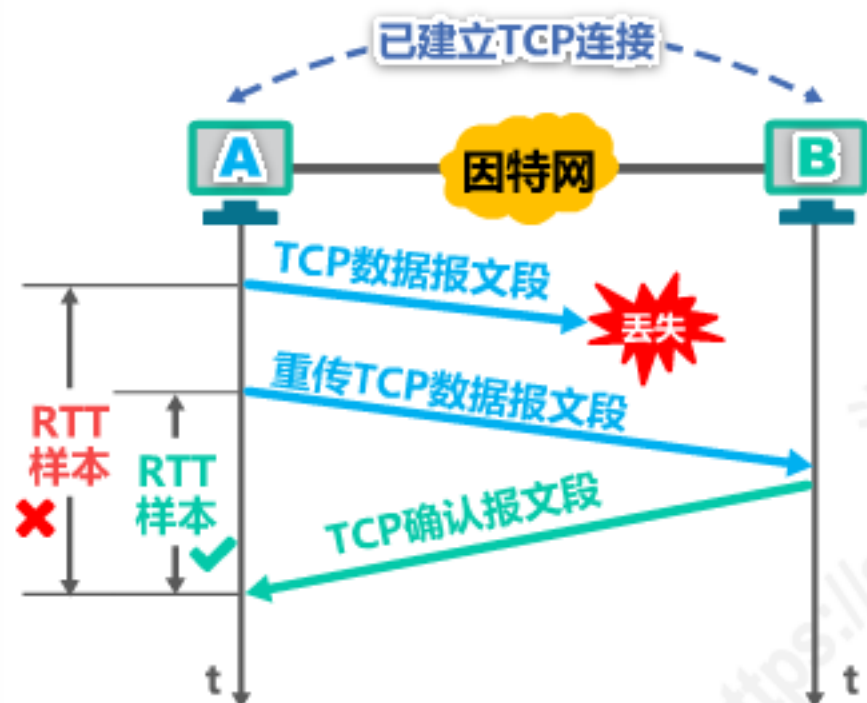 已建立TCP连接
A
因特网
B
TCP数据报文段
丢失
重传TCP数据报文段
RTT
样本
RTT
样本
TCP确认报文段
t
t